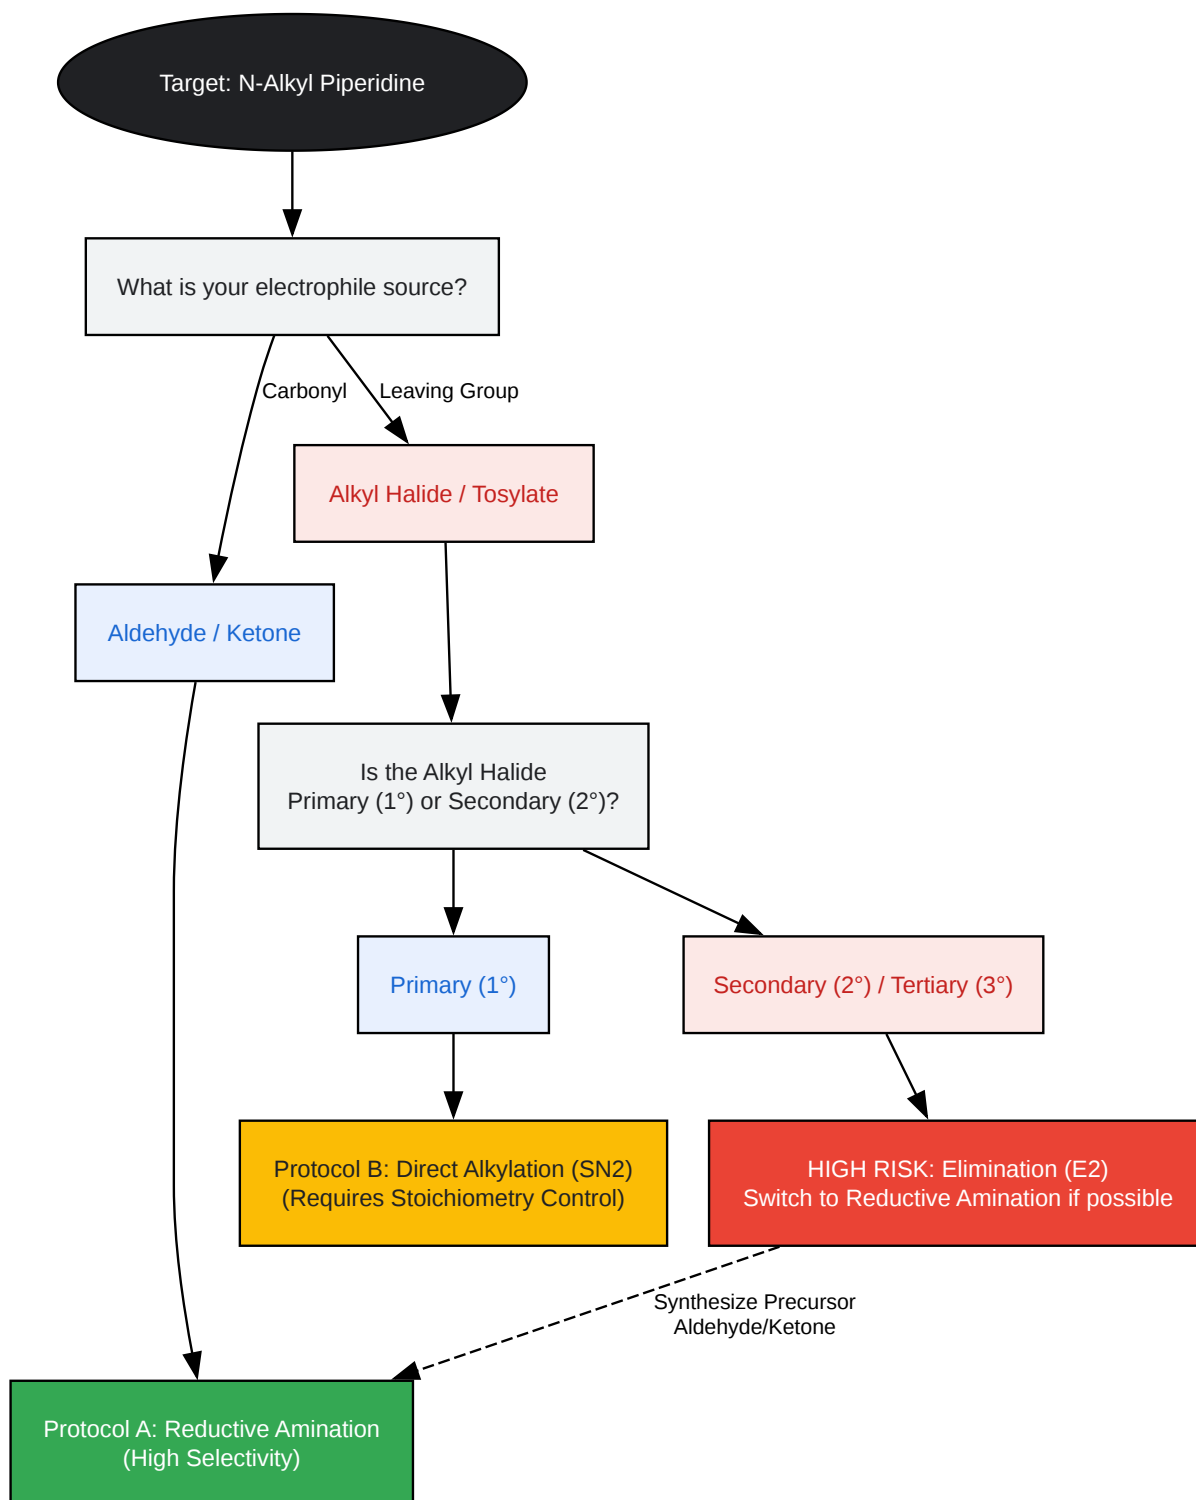 Target: N-Alkyl Piperidine
What is your electrophile source?
Carbonyl
Leaving Group
Alkyl Halide / Tosylate
Aldehyde / Ketone
Is the Alkyl Halide
Primary (1°) or Secondary (2°)?
Primary (1°)
Secondary (2°) / Tertiary (3°)
Protocol B: Direct Alkylation (SN2)
(Requires Stoichiometry Control)
HIGH RISK: Elimination (E2)
Switch to Reductive Amination if possible
Synthesize Precursor
Aldehyde/Ketone
Protocol A: Reductive Amination
(High Selectivity)